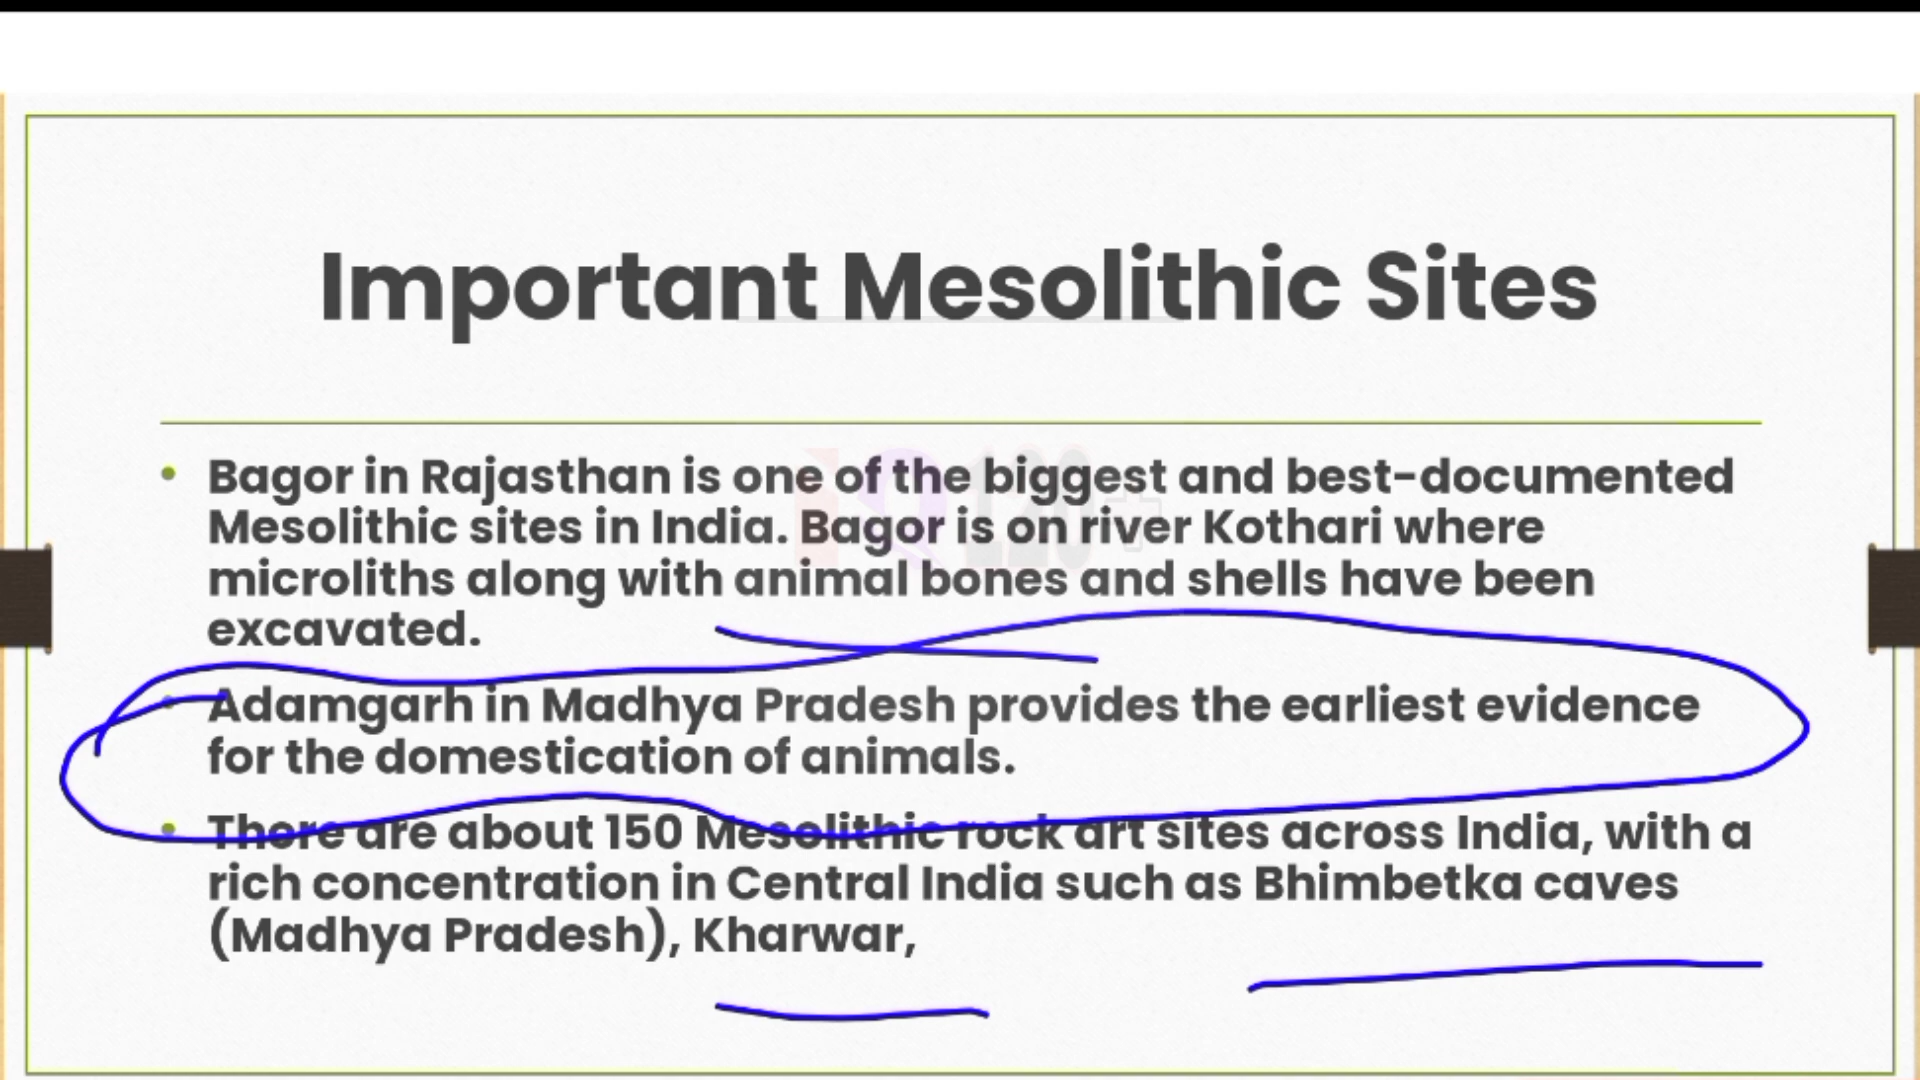 Important Mesolithic Sites
• Bagor in Rajasthan is one of the biggest and best-documented
Mesolithic sites in India. Bagor is on river Kothari where
microliths along with animal bones and shells have been
excavated.
• Adamgarh in Madhya Pradesh provides the earliest evidence
for the domestication of animals.
• There are about 150 Mesolithic rock art sites across India, with a
rich concentration in Central India such as Bhimbetka caves
(Madhya Pradesh), Kharwar,